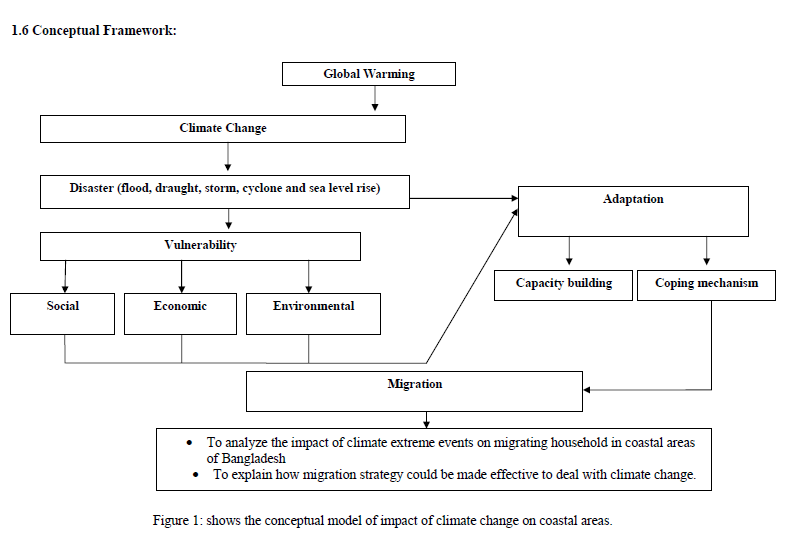 1.6 Conceptual Framework:
Global Warming
Climate Change
Disaster (flood, draught, storm, cyclone and sea level rise)
Adaptation
Vulnerability
Capacity building
Coping mechanism
Social
Economic
Environmental
Migration
• To analyze the impact of climate extreme events on migrating household in coastal areas
of Bangladesh
• To explain how migration strategy could be made effective to deal with climate change.
Figure 1: shows the conceptual model of impact of climate change on coastal areas.